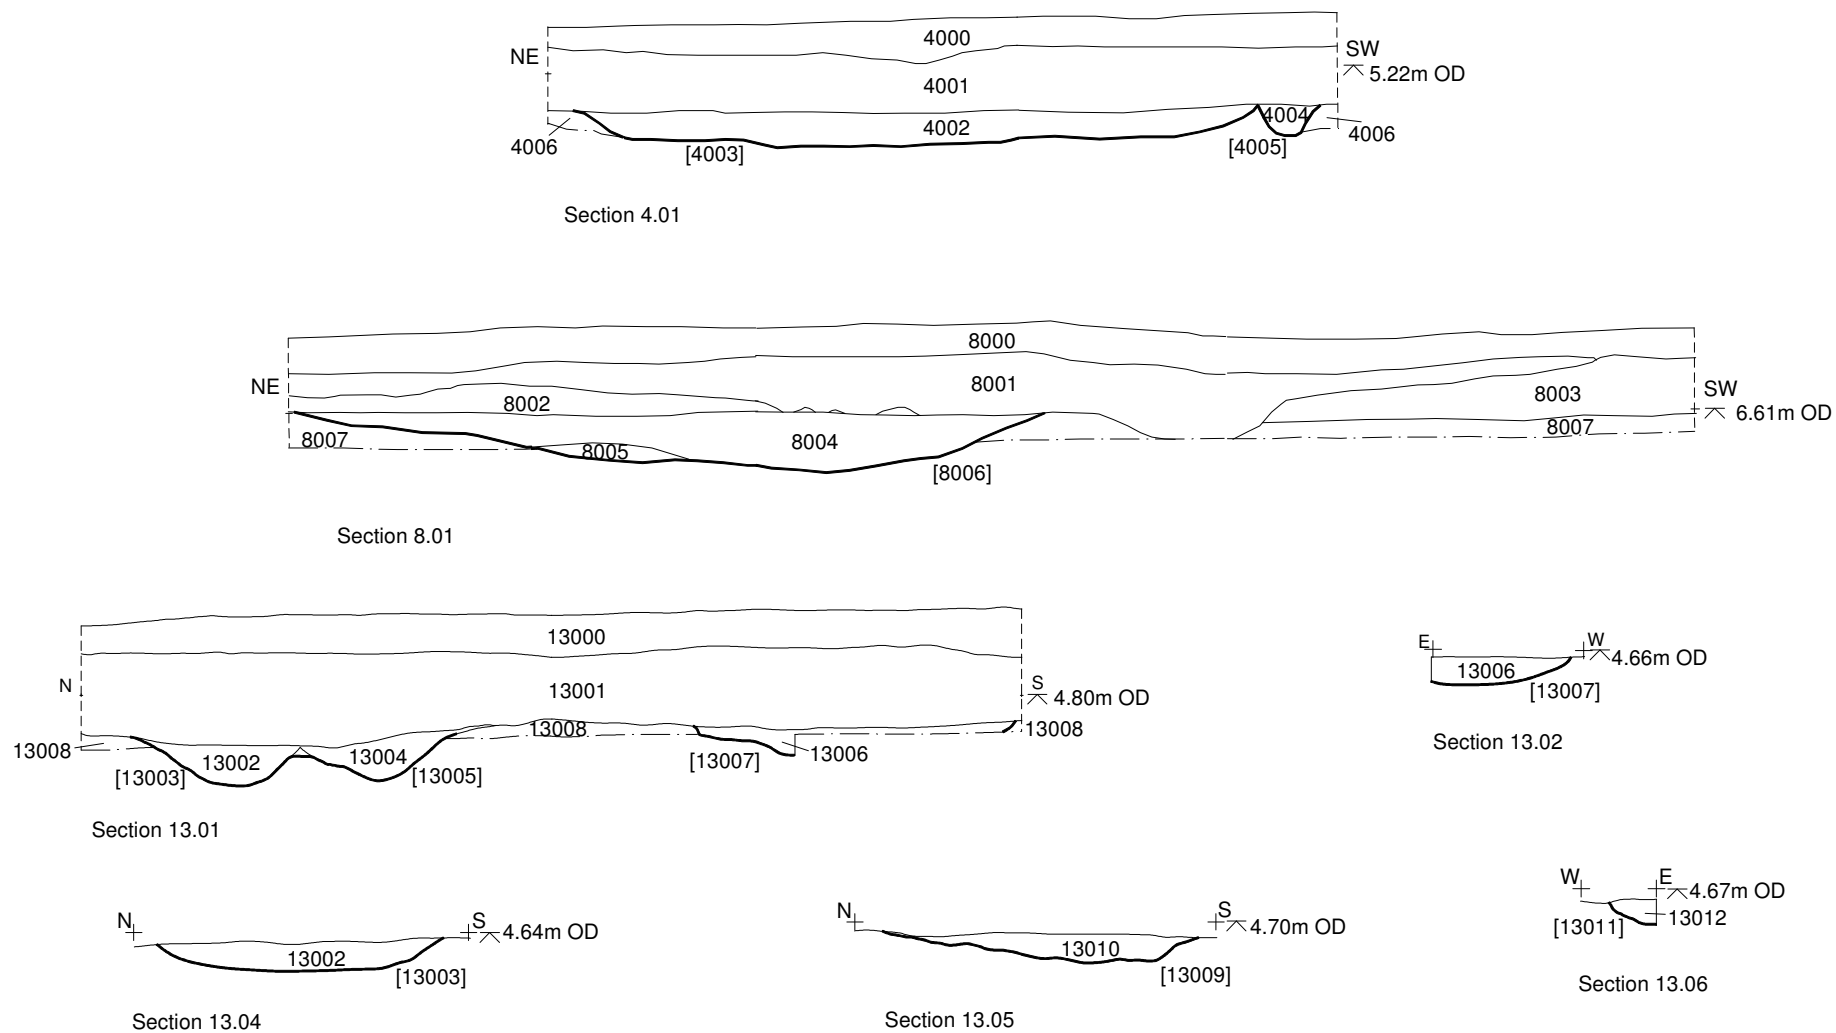 4000
NE
SW
5.22m OD
4001
4004
4002
4006
4006
[4003]
[4005]
Section 4.01
8000
NE
8001
SW
8002
8003
6.61m OD
8007
8004
8007
8005
[8006]
Section 8.01
13000
N
13001
S
4.80m OD
13008
13008
13008
13002
13004
13006
[13003]
[13005]
[13007]
Section 13.01
E
W
4.66m OD
13006
[13007]
Section 13.02
N
S
4.64m OD
13002
[13003]
Section 13.04
N
S
4.70m OD
13010
[13009]
Section 13.05
W
E
4.67m OD
13012
[13011]
Section 13.06